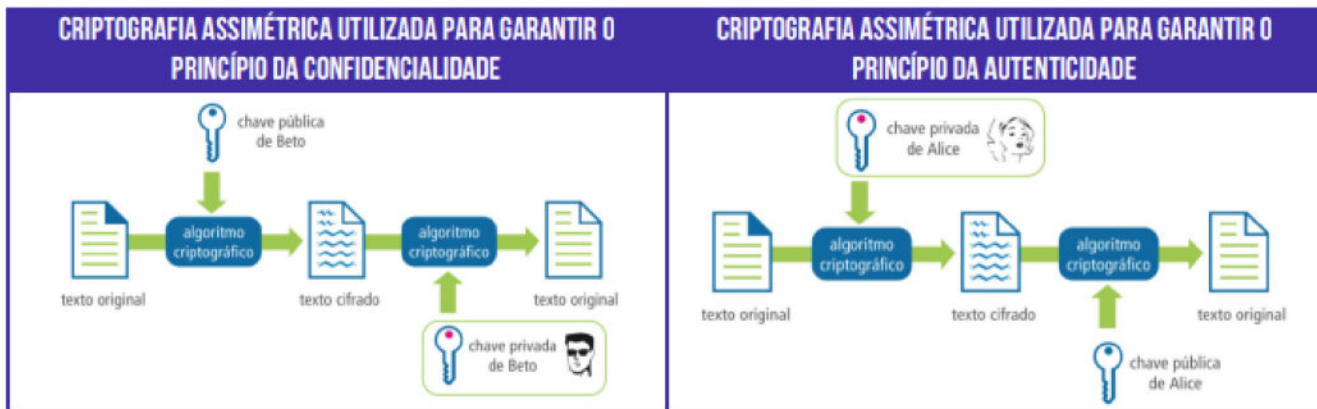 CRIPTOGRAFIA ASSIMÉTRICA UTILIZADA PARA GARANTIR O
PRINCÍPIO DA CONFIDENCIALIDADE
chave pública
de Beto
algoritmo
criptográfico
algoritmo
criptográfico
texto original
texto cifrado
texto original
chave privada
de Beto
CRIPTOGRAFIA ASSIMÉTRICA UTILIZADA PARA GARANTIR O
PRINCÍPIO DA AUTENTICIDADE
chave privada
de Alice
algoritmo
criptográfico
algoritmo
criptográfico
texto original
texto cifrado
texto original
chave pública
de Alice